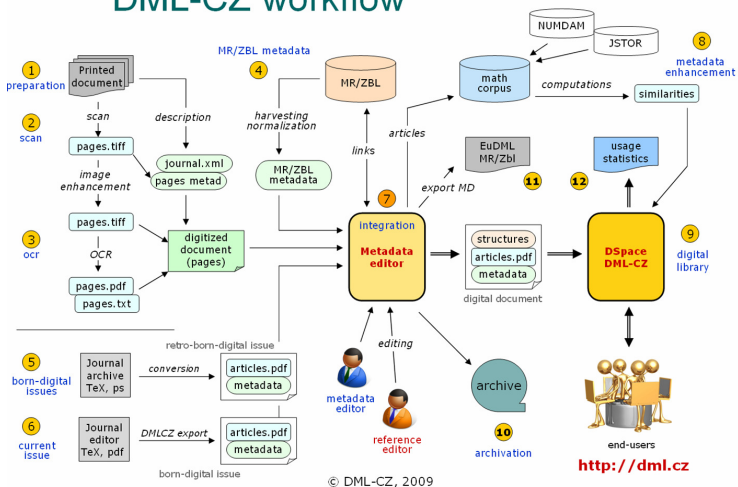 DML-CZ workflow
NUMDAM
JSTOR
MR/ZBL metadata
1
preparation
Printed
document
4
MR/ZBL
math
corpus
computations
8
metadata
enhancement
similarities
scan
description
harvesting
normalization
links
articles
2
scan
pages.tiff
journal.xml
pages metad
MR/ZBL
metadata
EuDML
MR/Zbl
11
12
usage
statistics
image
enhancement
export MD
7
3
ocr
pages.tiff
OCR
digitized
document
(pages)
integration
Metadata
editor
structures
articles.pdf
metadata
digital document
DSpace
DML-CZ
9
digital
library
pages.pdf
pages.txt
retro-born-digital issue
5
born-digital
issues
Journal
archive
TeX, ps
conversion
articles.pdf
metadata
editing
metadata
editor
reference
editor
archive
10
archivation
6
current
issue
Journal
editor
TeX, pdf
DMLCZ export
articles.pdf
metadata
born-digital issue
end-users
http://dml.cz
© DML-CZ, 2009